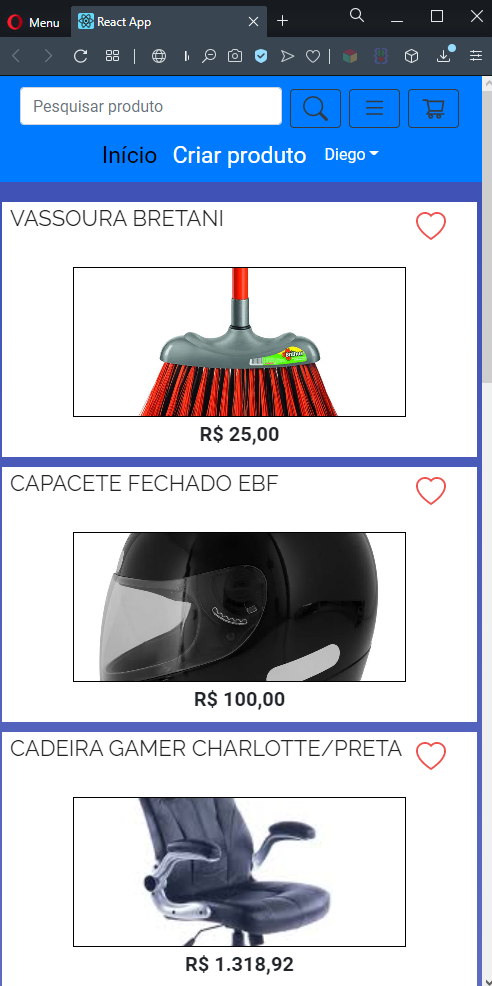 Menu
React App
Pesquisar produto
Início
Criar produto
Diego
VASSOURA BRETANI
R$ 25,00
CAPACETE FECHADO EBF
R$ 100,00
CADEIRA GAMER CHARLOTTE/PRETA
R$ 1.318,92